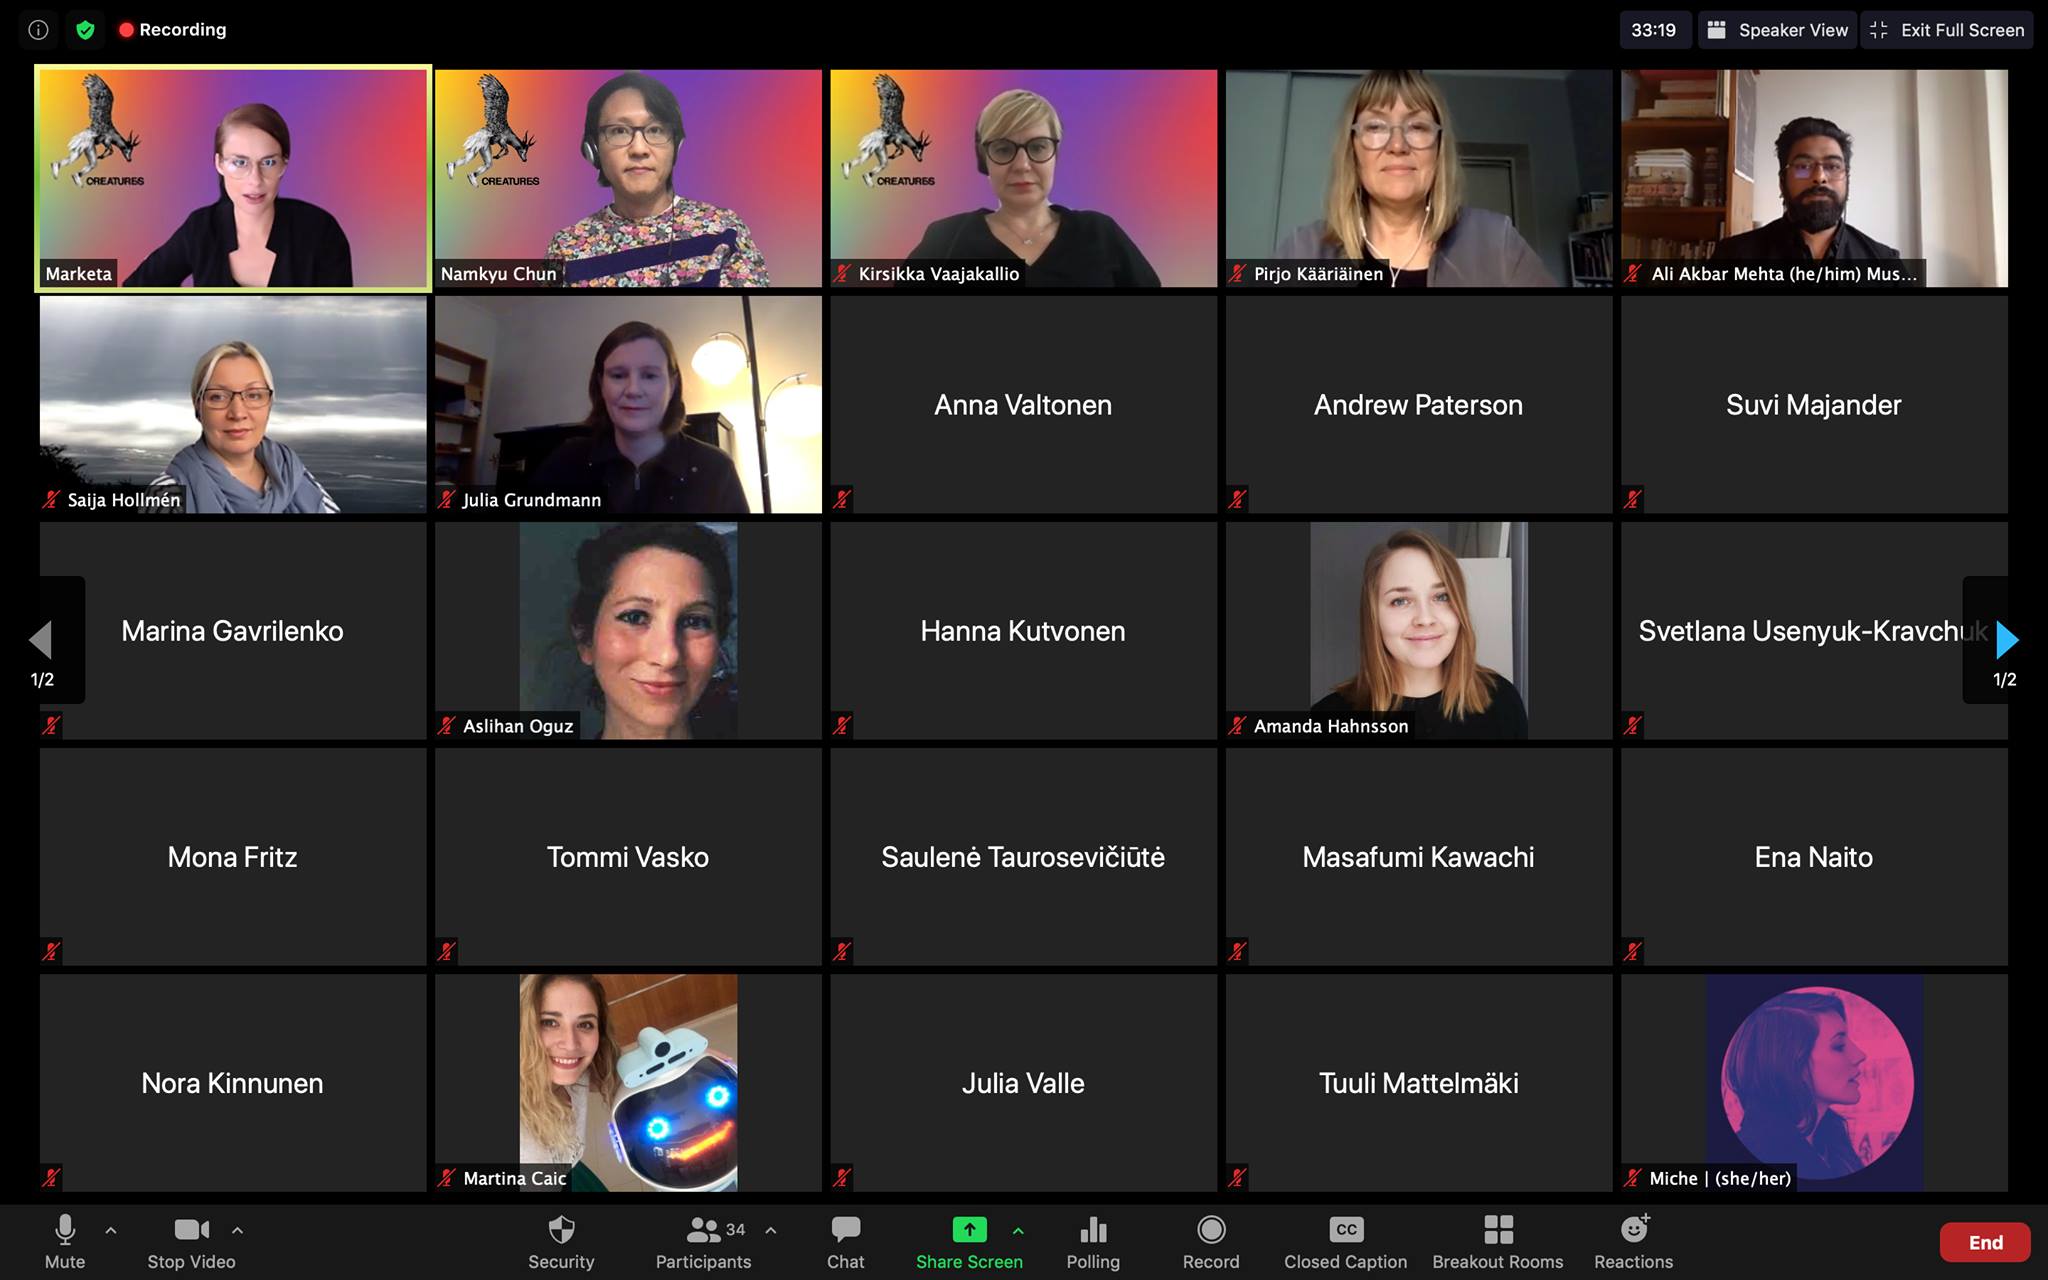 Recording
33:19
Speaker View
Exit Full Screen
CREATURES
Marketa
CREATURES
Namkyu Chun
CREATURES
Kirsikka Vaajakallio
Pirjo Kääriäinen
Ali Akbar Mehta (he/him) Mus...
Saija Hollmén
Julia Grundmann
Anna Valtonen
Andrew Paterson
Suvi Majander
1/2
Marina Gavrilenko
Aslihan Oguz
Hanna Kutvonen
Amanda Hahnsson
Svetlana Usenyuk-Kravchuk
1/2
Mona Fritz
Tommi Vasko
Saulenė Taurosevičiūtė
Masafumi Kawachi
Ena Naito
Nora Kinnunen
Martina Caic
Julia Valle
Tuuli Mattelmäki
Miche | (she/her)
Mute
Stop Video
Security
34
Participants
Chat
Share Screen
Polling
Record
CC
Closed Caption
Breakout Rooms
Reactions
End